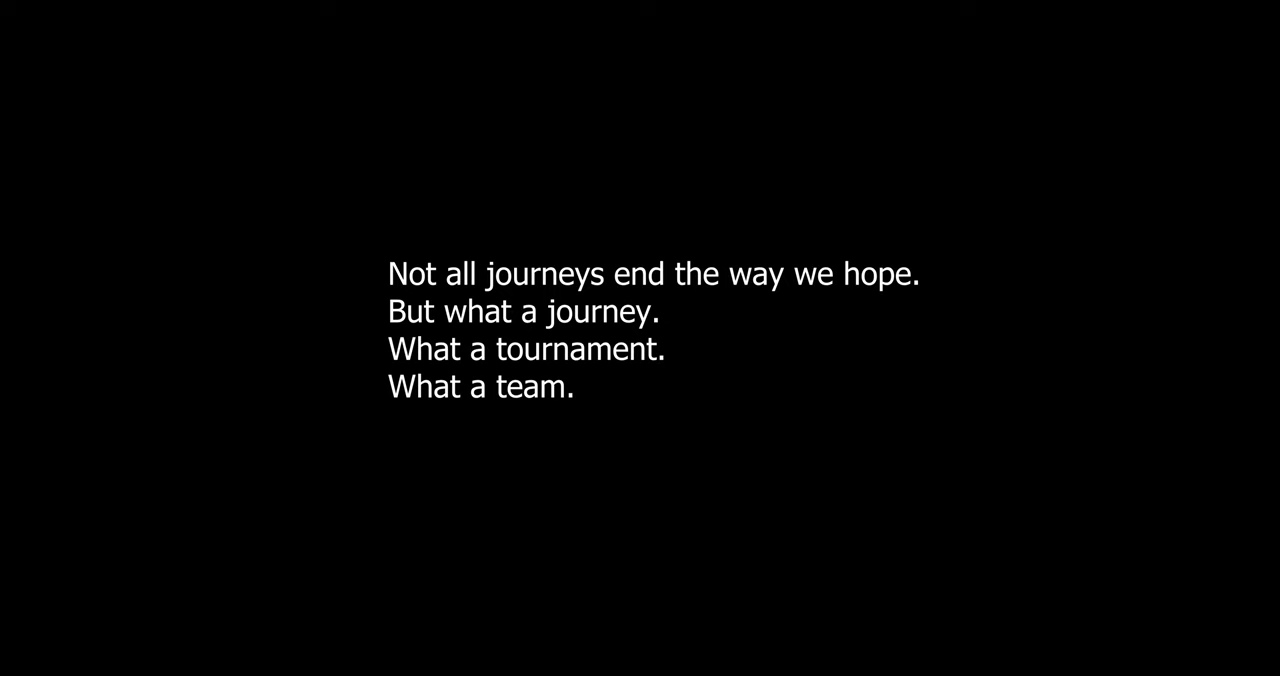 Not all journeys end the way we hope.
But what a journey.
What a tournament.
What a team.